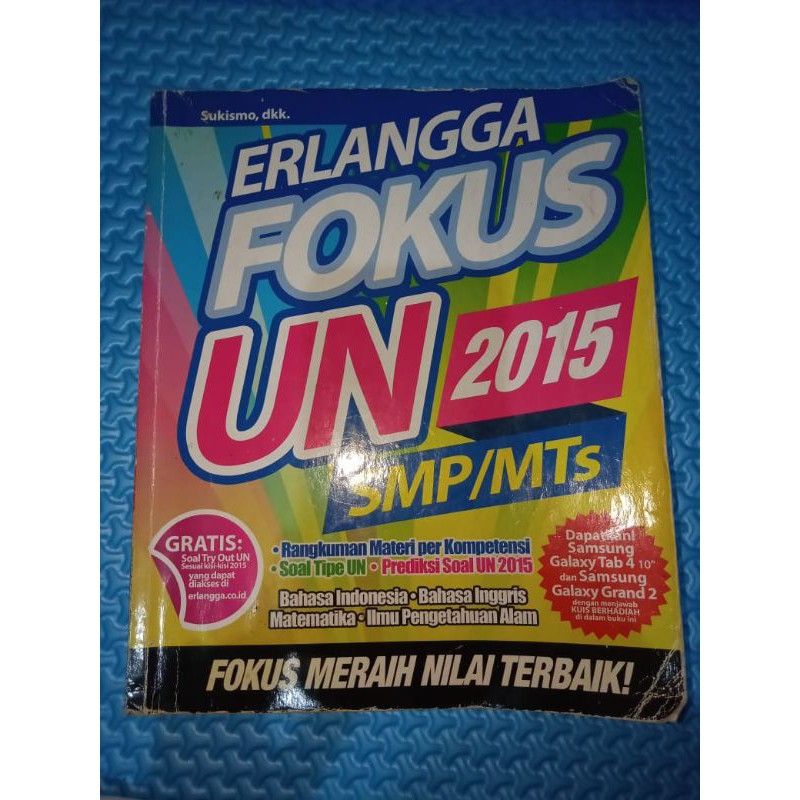 Sukismo, dkk.
ERLANGGA
FOKUS
UN 2015
SMP/MTs
GRATIS:
Soal Try Out UN
Sesuai kisi-kisi 2015
yang dapat
diakses di
erlangga.co.id
• Rangkuman Materi per Kompetensi
• Soal Tipe UN • Prediksi Soal UN 2015
Bahasa Indonesia • Bahasa Inggris
Matematika • Ilmu Pengetahuan Alam
Dapatkan!
Samsung
Galaxy Tab 4 10"
dan Samsung
Galaxy Grand 2
dengan menjawab
KUIS BERHADIAH
di dalam buku ini
FOKUS MERAIH NILAI TERBAIK!